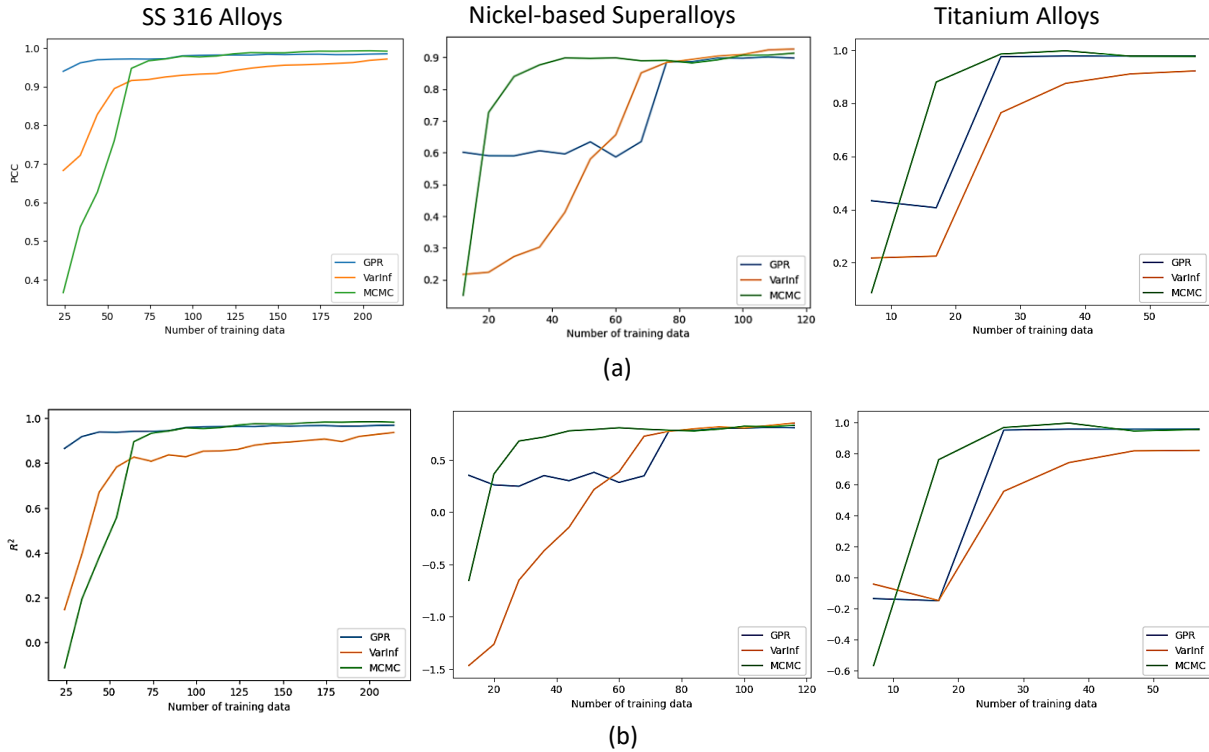 SS 316 Alloys
Nickel-based Superalloys
Titanium Alloys
1.0
0.9
0.8
0.7
0.6
0.5
0.4
PCC
GPR
VarInf
MCMC
25 50 75 100 125 150 175 200
Number of training data
0.9
0.8
0.7
0.6
0.5
0.4
0.3
0.2
GPR
VarInf
MCMC
20 40 60 80 100 120
Number of training data
1.0
0.8
0.6
0.4
0.2
GPR
VarInf
MCMC
10 20 30 40 50
Number of training data
(a)
1.0
0.8
0.6
0.4
0.2
0.0
R²
GPR
VarInf
MCMC
25 50 75 100 125 150 175 200
Number of training data
0.5
0.0
−0.5
−1.0
−1.5
GPR
VarInf
MCMC
20 40 60 80 100 120
Number of training data
1.0
0.8
0.6
0.4
0.2
0.0
−0.2
−0.4
−0.6
GPR
VarInf
MCMC
10 20 30 40 50
Number of training data
(b)